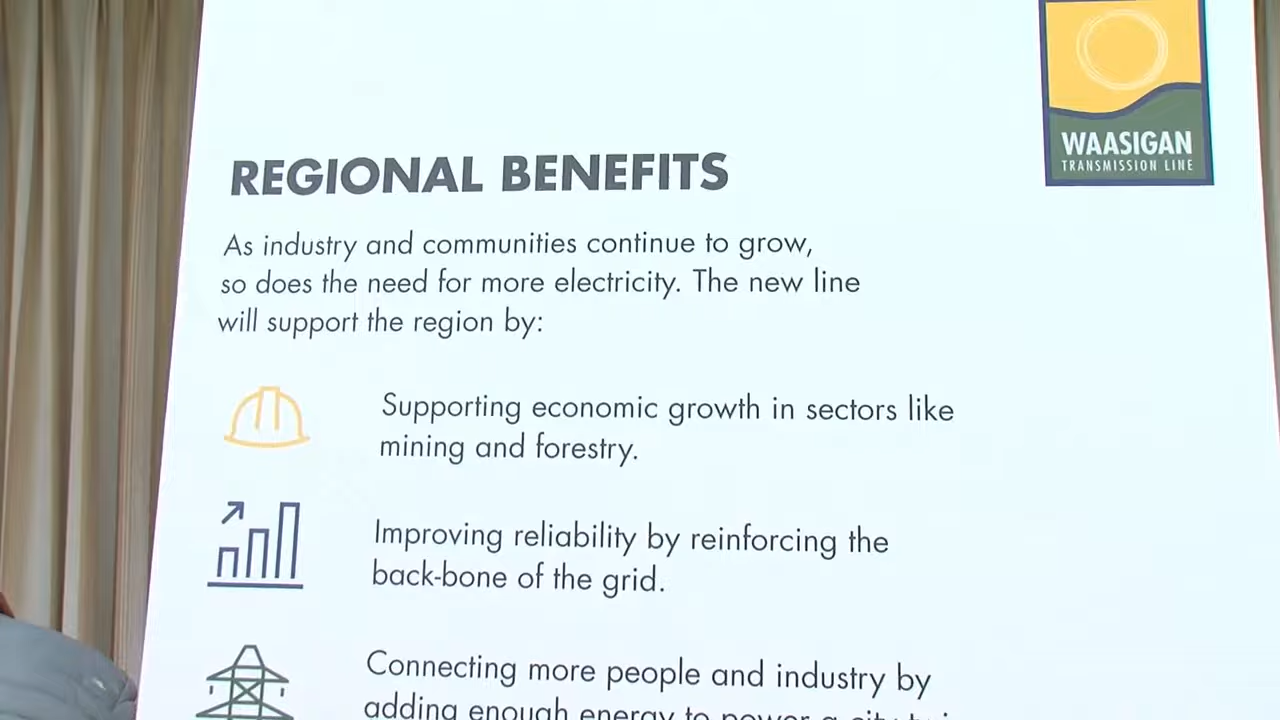 WAASIGAN
TRANSMISSION LINE
REGIONAL BENEFITS
As industry and communities continue to grow,
so does the need for more electricity. The new line
will support the region by:
Supporting economic growth in sectors like
mining and forestry.
Improving reliability by reinforcing the
back-bone of the grid.
Connecting more people and industry by
adding enough energy to power a city